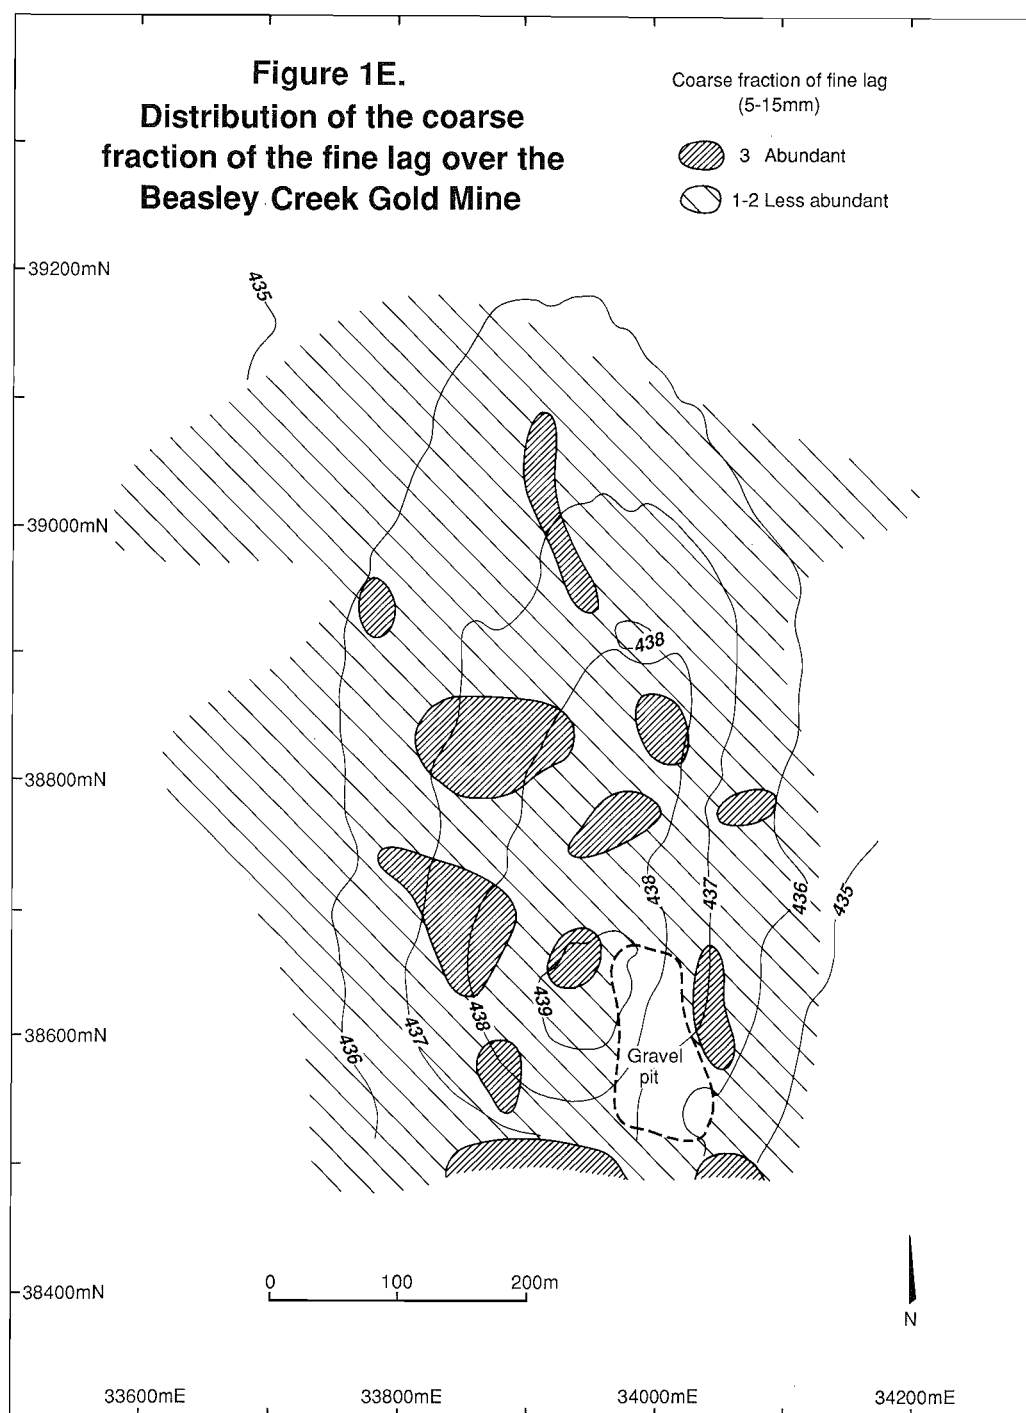 Figure 1E.
Distribution of the coarse
fraction of the fine lag over the
Beasley Creek Gold Mine
Coarse fraction of fine lag
(5-15mm)
3 Abundant
1-2 Less abundant
39200mN
435
39000mN
438
38800mN
438
437
436
435
439
438
437
436
38600mN
Gravel
pit
0 100 200m
38400mN
N
33600mE 33800mE 34000mE 34200mE